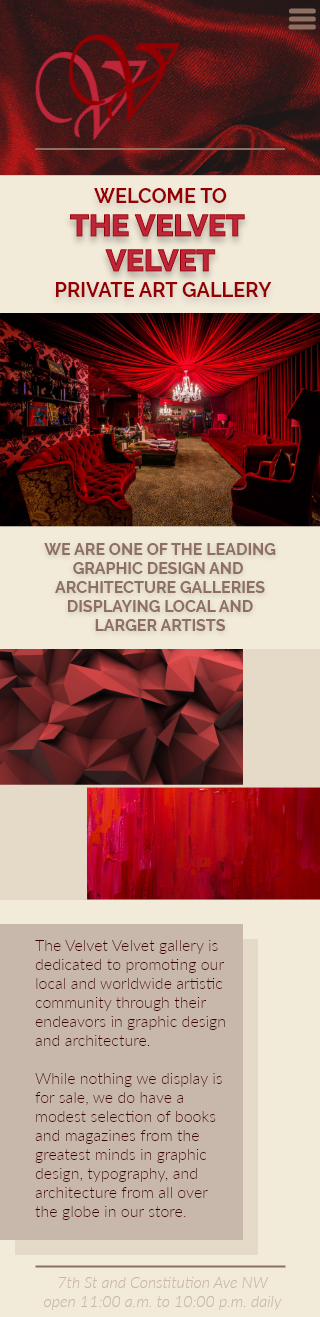 VV
WELCOME TO
THE VELVET
VELVET
PRIVATE ART GALLERY
WE ARE ONE OF THE LEADING
GRAPHIC DESIGN AND
ARCHITECTURE GALLERIES
DISPLAYING LOCAL AND
LARGER ARTISTS
The Velvet Velvet gallery is
dedicated to promoting our
local and worldwide artistic
community through their
endeavors in graphic design
and architecture.
While nothing we display is
for sale, we do have a
modest selection of books
and magazines from the
greatest minds in graphic
design, typography, and
architecture from all over
the globe in our store.
7th St and Constitution Ave NW
open 11:00 a.m. to 10:00 p.m. daily